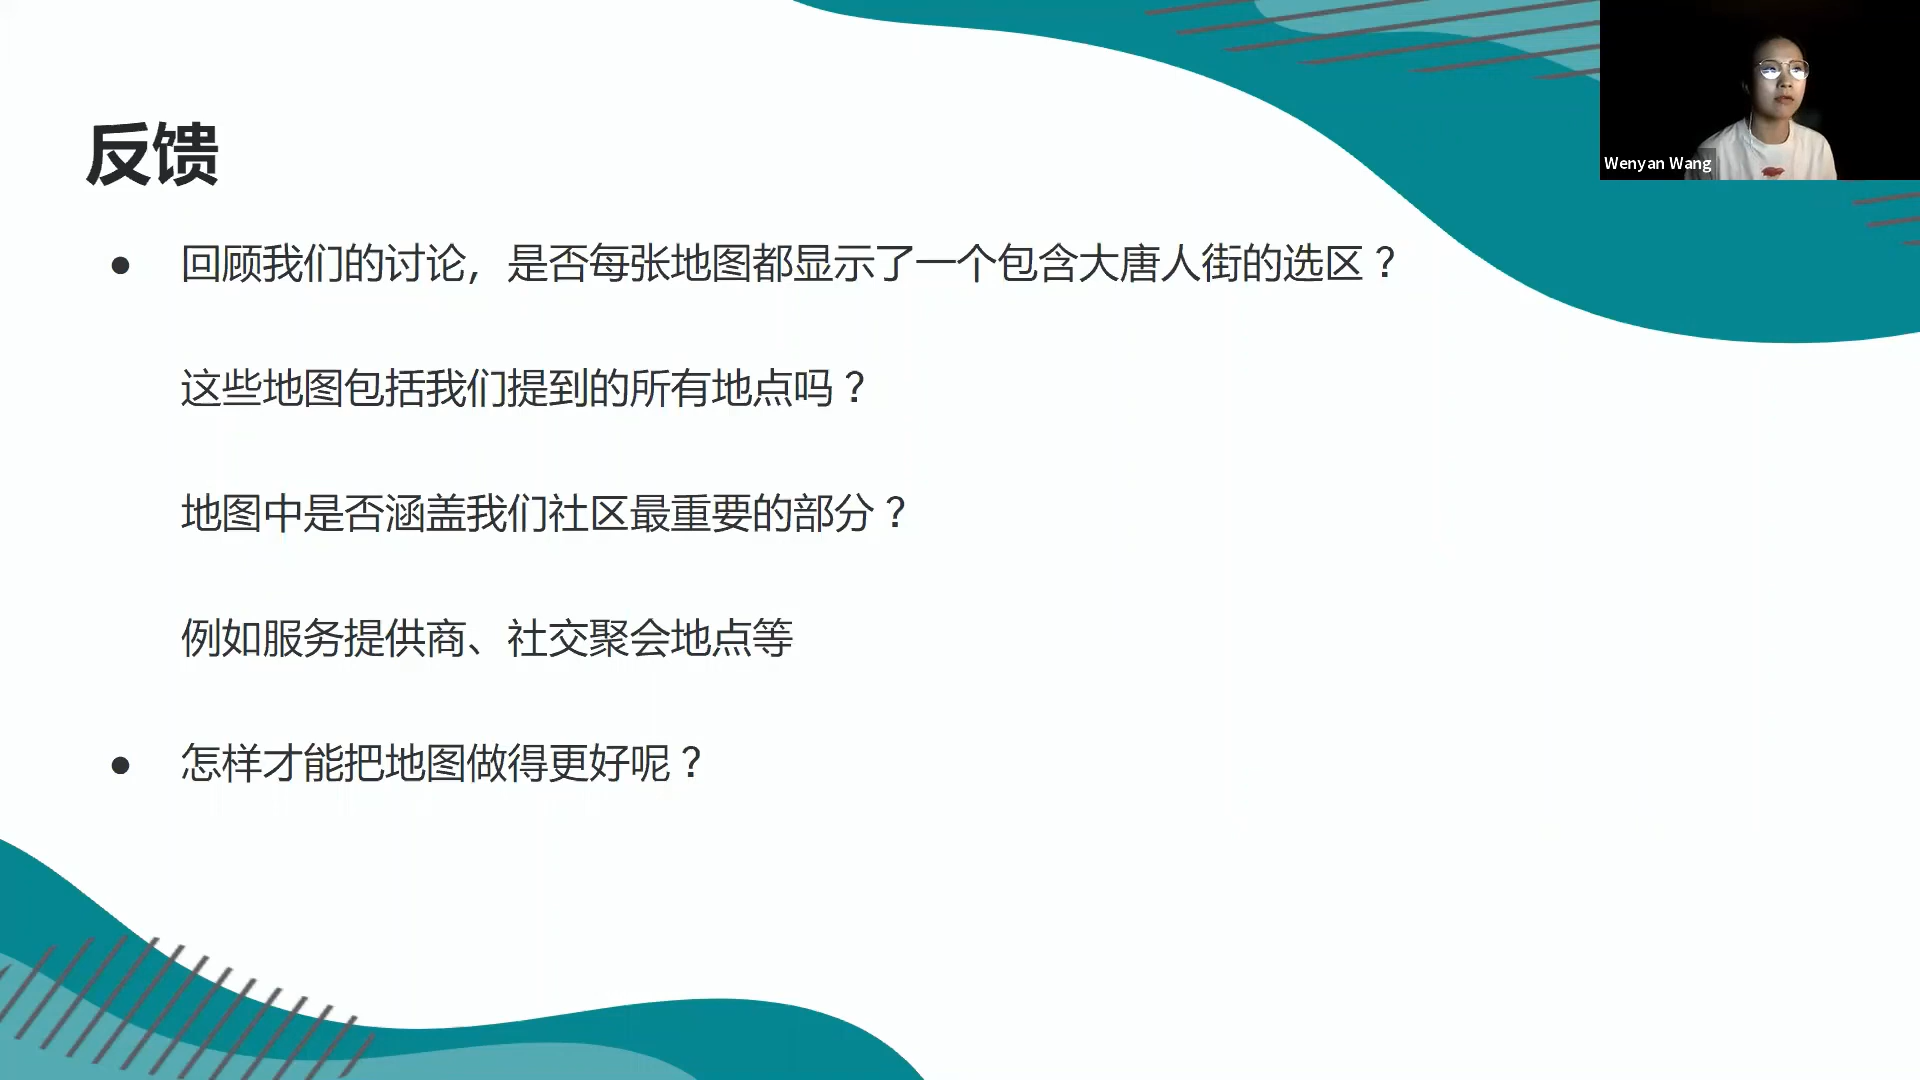 反馈
● 回顾我们的讨论，是否每张地图都显示了一个包含大唐人街的选区？
这些地图包括我们提到的所有地点吗？
地图中是否涵盖我们社区最重要的部分？
例如服务提供商、社交聚会地点等
● 怎样才能把地图做得更好呢？
Wenyan Wang